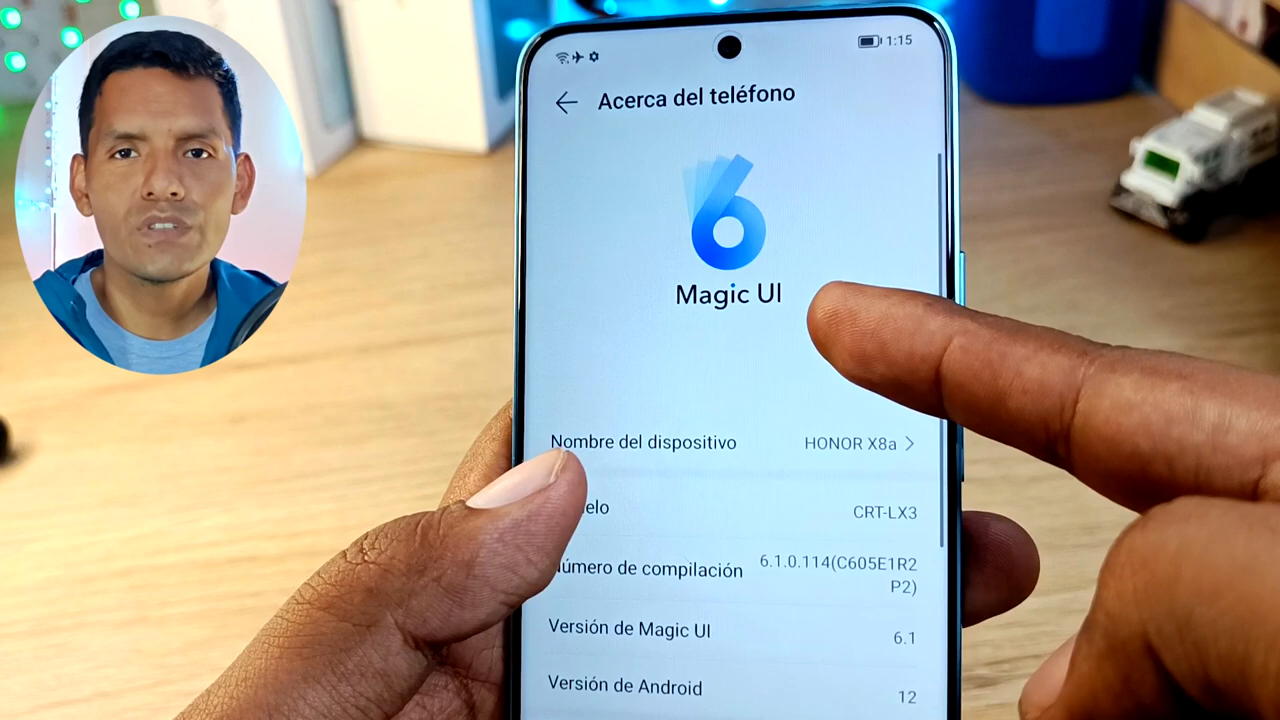 1:15
Acerca del teléfono
6
Magic UI
Nombre del dispositivo HONOR X8a
elo CRT-LX3
úmero de compilación 6.1.0.114(C605E1R2
P2)
Versión de Magic UI 6.1
Versión de Android 12